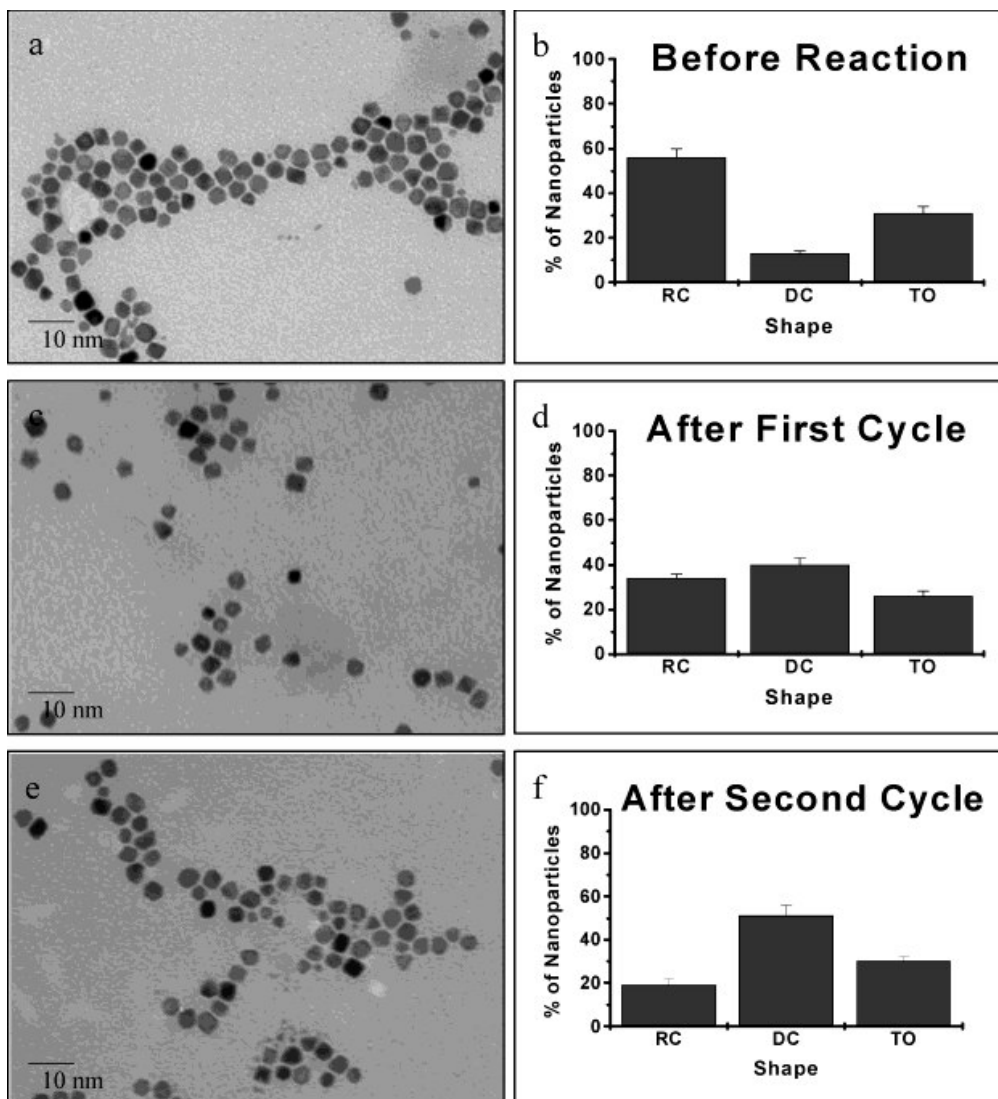 a
10 nm
b
Before Reaction
% of Nanoparticles
100
80
60
40
20
0
RC DC TO
Shape
c
10 nm
d
After First Cycle
% of Nanoparticles
100
80
60
40
20
0
RC DC TO
Shape
e
10 nm
f
After Second Cycle
% of Nanoparticles
100
80
60
40
20
0
RC DC TO
Shape